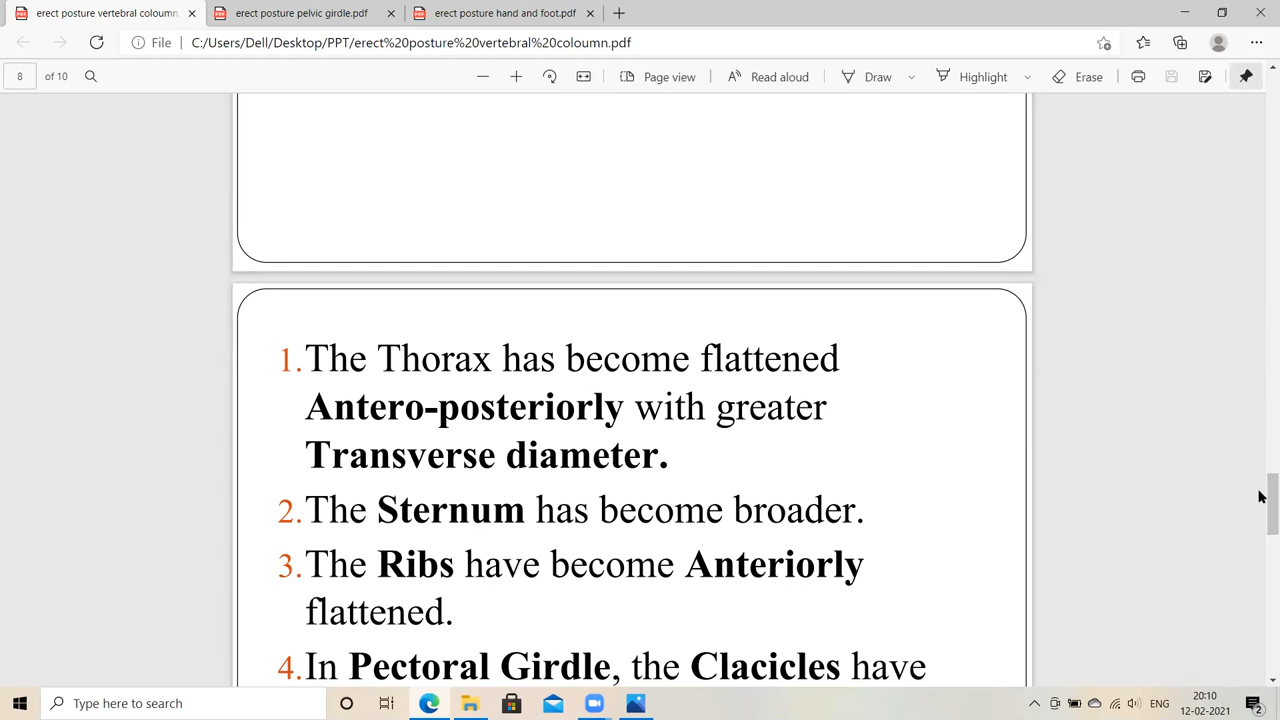 erect posture vertebral coloumn
erect posture pelvic girdle.pdf
erect posture hand and foot.pdf
File
C:/Users/Dell/Desktop/PPT/erect%20posture%20vertebral%20coloumn.pdf
8
of 10
Page view
Read aloud
Draw
Highlight
Erase
1.The Thorax has become flattened
Antero-posteriorly with greater
Transverse diameter.
2.The Sternum has become broader.
3.The Ribs have become Anteriorly
flattened.
4.In Pectoral Girdle, the Clacicles have
Type here to search
ENG
20:10
12-02-2021
2